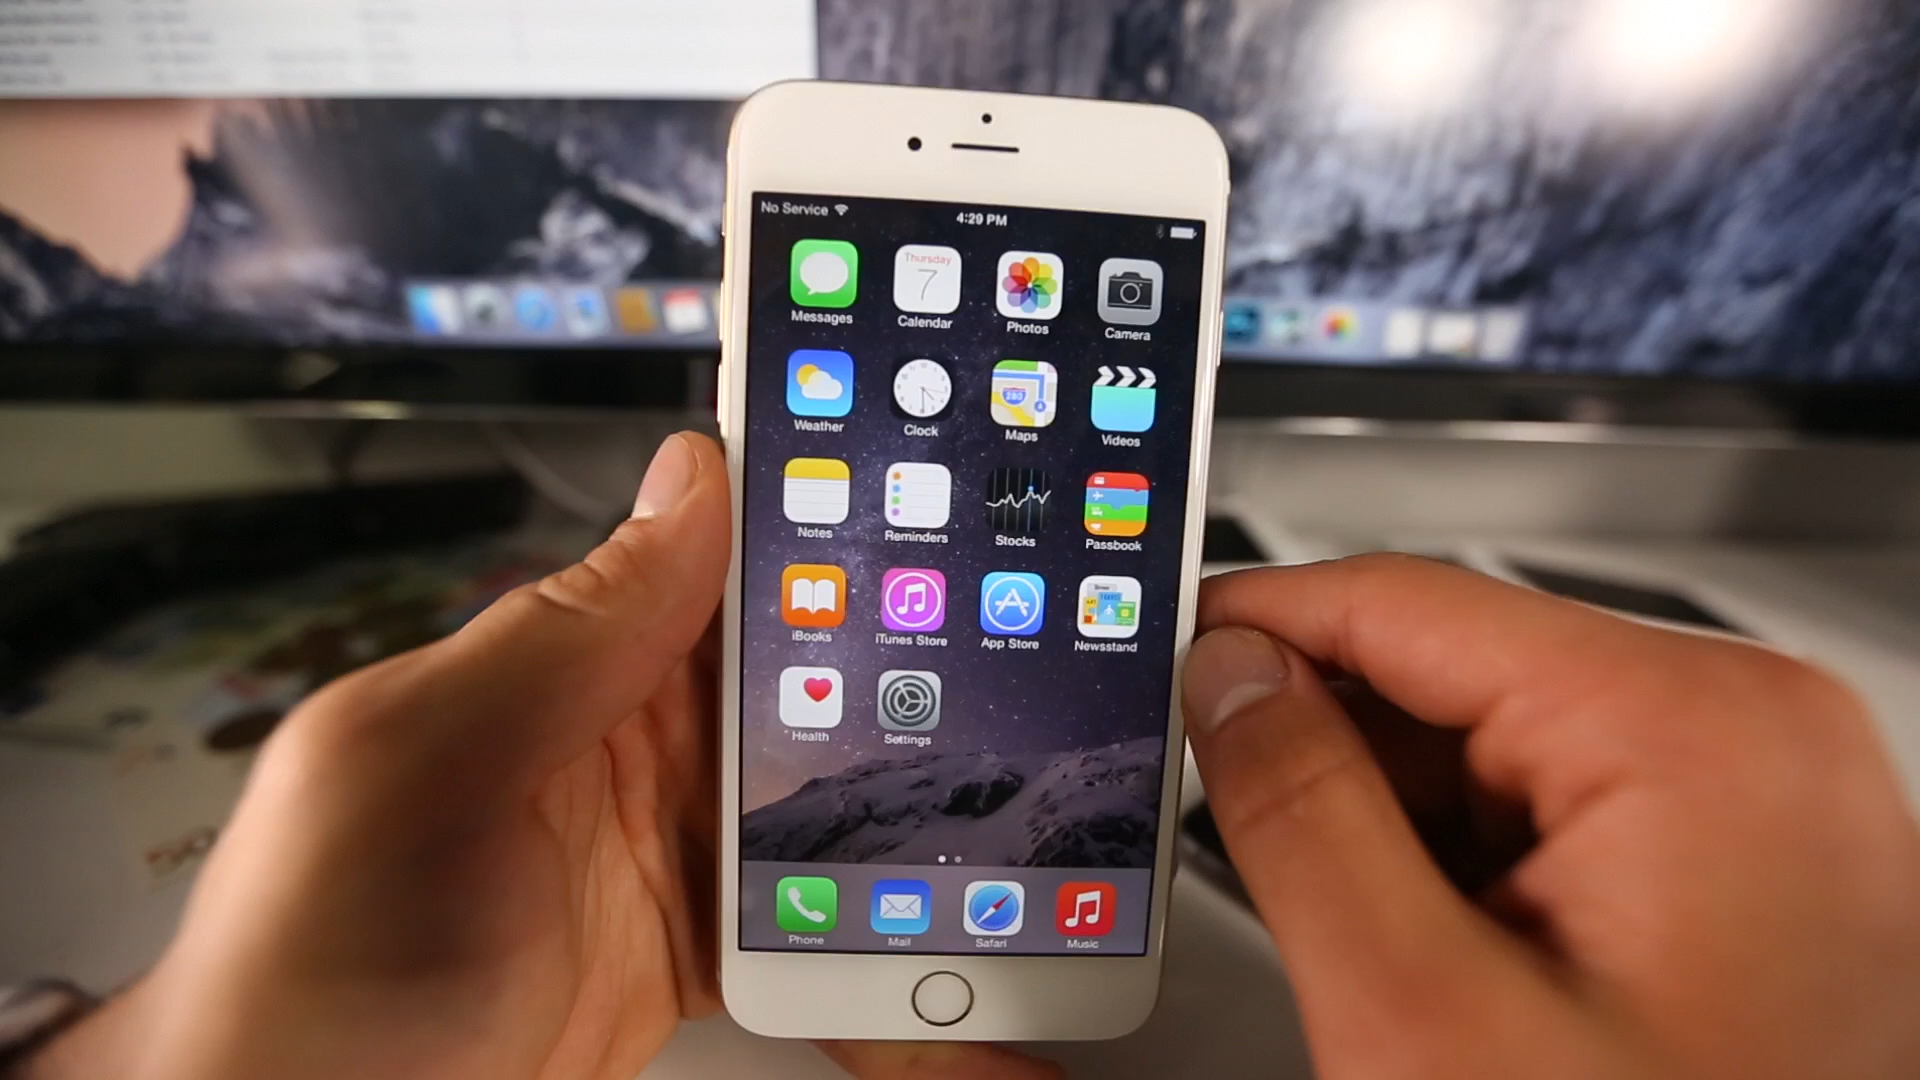 No Service
4:29 PM
Thursday
7
Messages
Calendar
Photos
Camera
280
Weather
Clock
Maps
Videos
Notes
Reminders
Stocks
Passbook
iBooks
iTunes Store
App Store
Newsstand
Health
Settings
Phone
Mail
Safari
Music